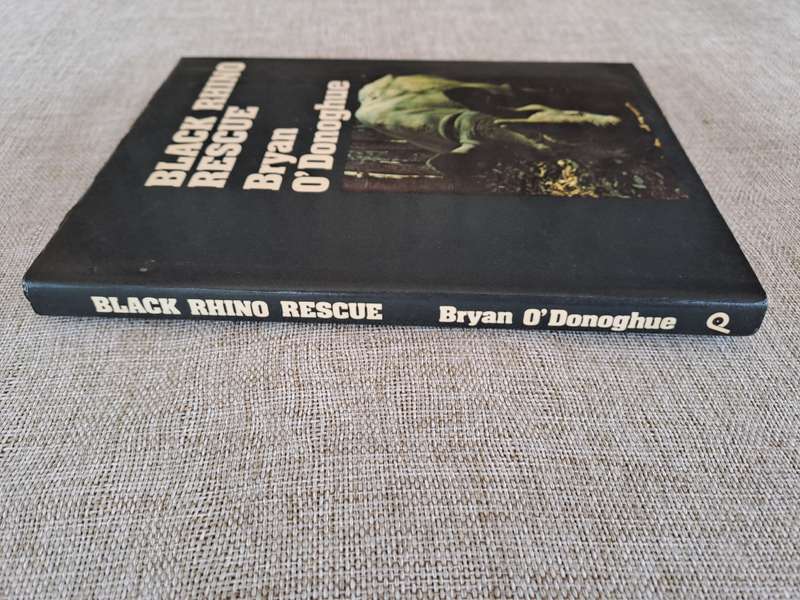 BLACK RHINO
RESCUE
Bryan
O'Donoghue
BLACK RHINO RESCUE Bryan O'Donoghue